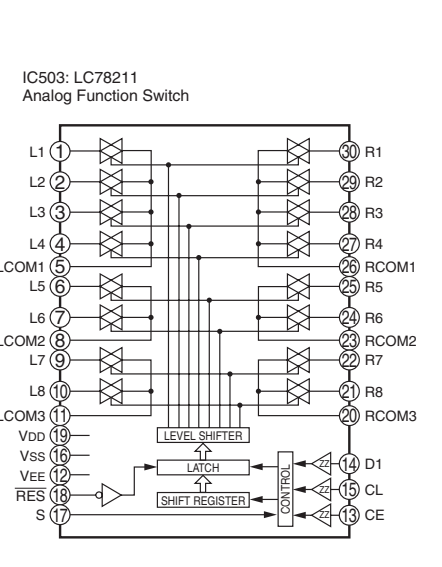 IC503: LC78211
Analog Function Switch
L1 1 30 R1
L2 2 29 R2
L3 3 28 R3
L4 4 27 R4
LCOM1 5 26 RCOM1
L5 6 25 R5
L6 7 24 R6
LCOM2 8 23 RCOM2
L7 9 22 R7
L8 10 21 R8
LCOM3 11 20 RCOM3
VDD 19 LEVEL SHIFTER
VSS 16 LATCH CONTROL ZZ 14 D1
VEE 12 ZZ 15 CL
RES 18 SHIFT REGISTER
S 17 ZZ 13 CE